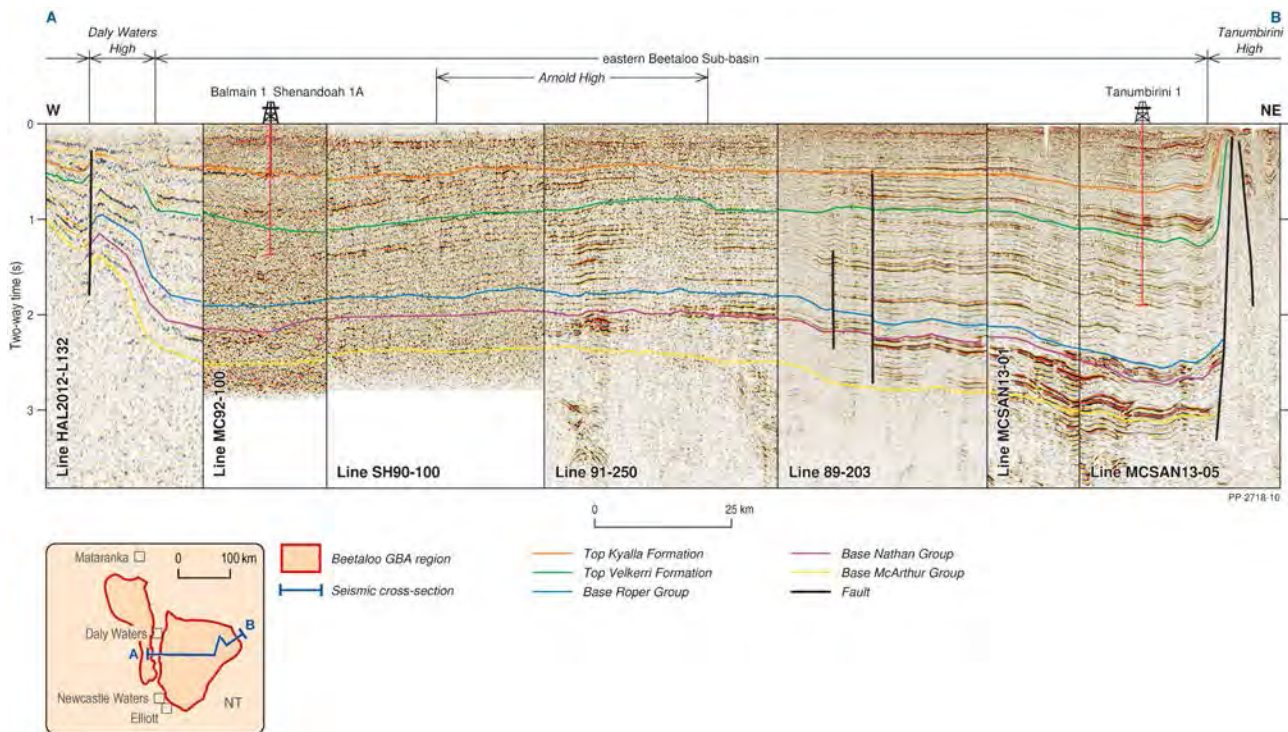 A
B
Daly Waters
High
Tanumbirini
High
eastern Beetaloo Sub-basin
Arnold High
Balmain 1 Shenandoah 1A
Tanumbirini 1
W
NE
0
1
2
3
Two-way time (s)
Line HAL2012-L132
Line MC92-100
Line SH90-100
Line 91-250
Line 89-203
Line MCSAN13-01
Line MCSAN13-05
PP-2718-10
0 25 km
Mataranka
0 100 km
Daly Waters
A
B
Newcastle Waters
Elliott
NT
Beetaloo GBA region
Seismic cross-section
Top Kyalla Formation
Top Velkerri Formation
Base Roper Group
Base Nathan Group
Base McArthur Group
Fault